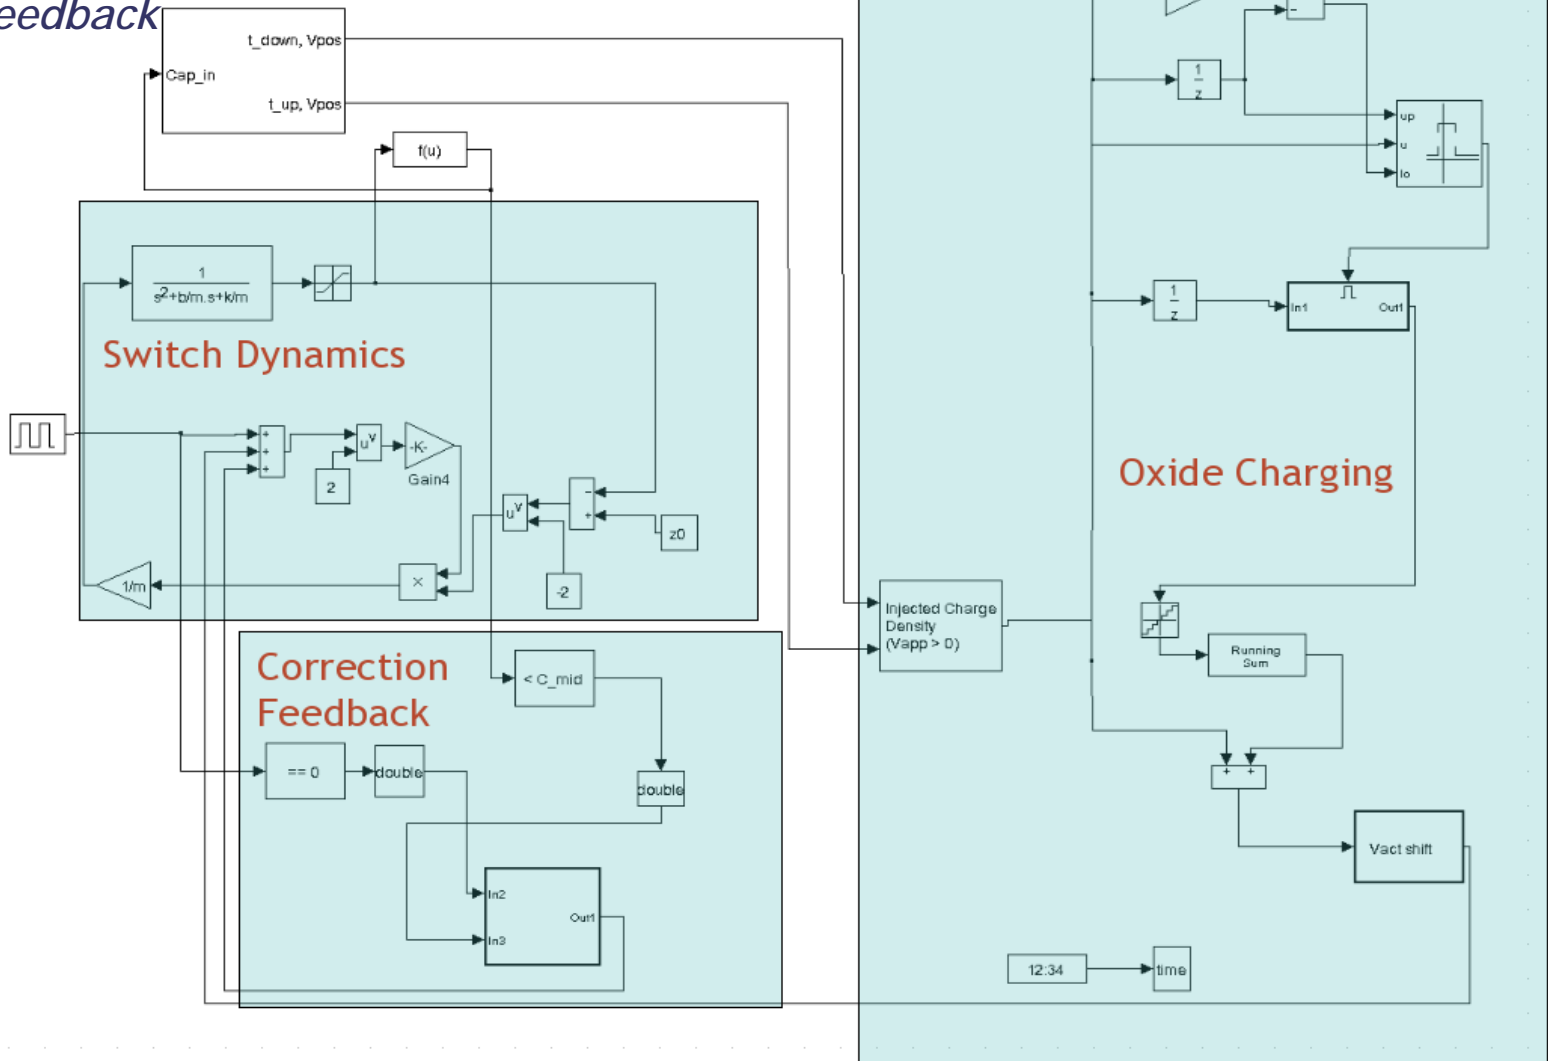 eedback
t_down, Vpos
Cap_in
t_up, Vpos
f(u)
1
s2+b/m.s+k/m
Switch Dynamics
+
+
+
uv
2
-K-
Gain4
uv
-
+
z0
-2
×
1/m
Correction
Feedback
< C_mid
== 0
double
double
In2
In3
Out1
-
1
z
up
u
lo
1
z
In1
Out1
Oxide Charging
Injected Charge
Density
(Vapp > 0)
Running
Sum
+ +
Vact shift
12:34
time